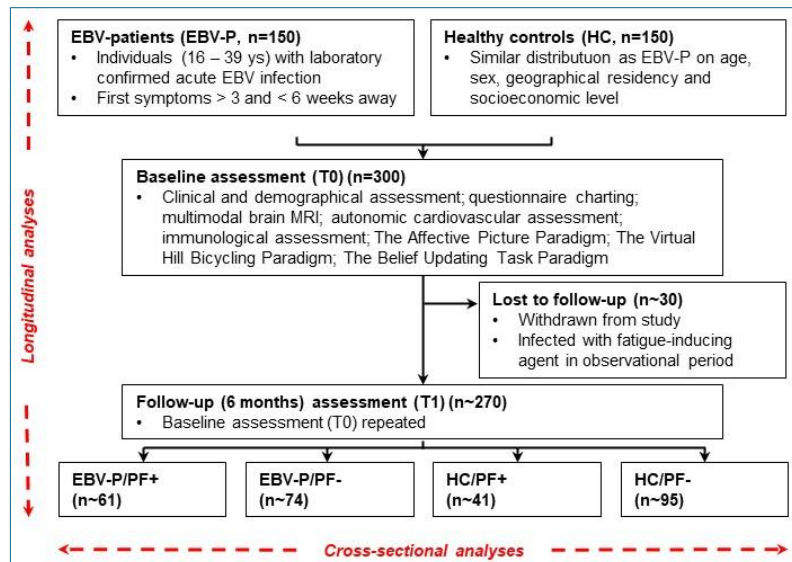 EBV-patients (EBV-P, n=150)
• Individuals (16 – 39 ys) with laboratory
confirmed acute EBV infection
• First symptoms > 3 and < 6 weeks away
Healthy controls (HC, n=150)
• Similar distributuon as EBV-P on age,
sex, geographical residency and
socioeconomic level
Baseline assessment (T0) (n=300)
• Clinical and demographical assessment; questionnaire charting;
multimodal brain MRI; autonomic cardiovascular assessment;
immunological assessment; The Affective Picture Paradigm; The Virtual
Hill Bicycling Paradigm; The Belief Updating Task Paradigm
Lost to follow-up (n~30)
• Withdrawn from study
• Infected with fatigue-inducing
agent in observational period
Follow-up (6 months) assessment (T1) (n~270)
• Baseline assessment (T0) repeated
EBV-P/PF+
(n~61)
EBV-P/PF-
(n~74)
HC/PF+
(n~41)
HC/PF-
(n~95)
Longitudinal analyses
Cross-sectional analyses